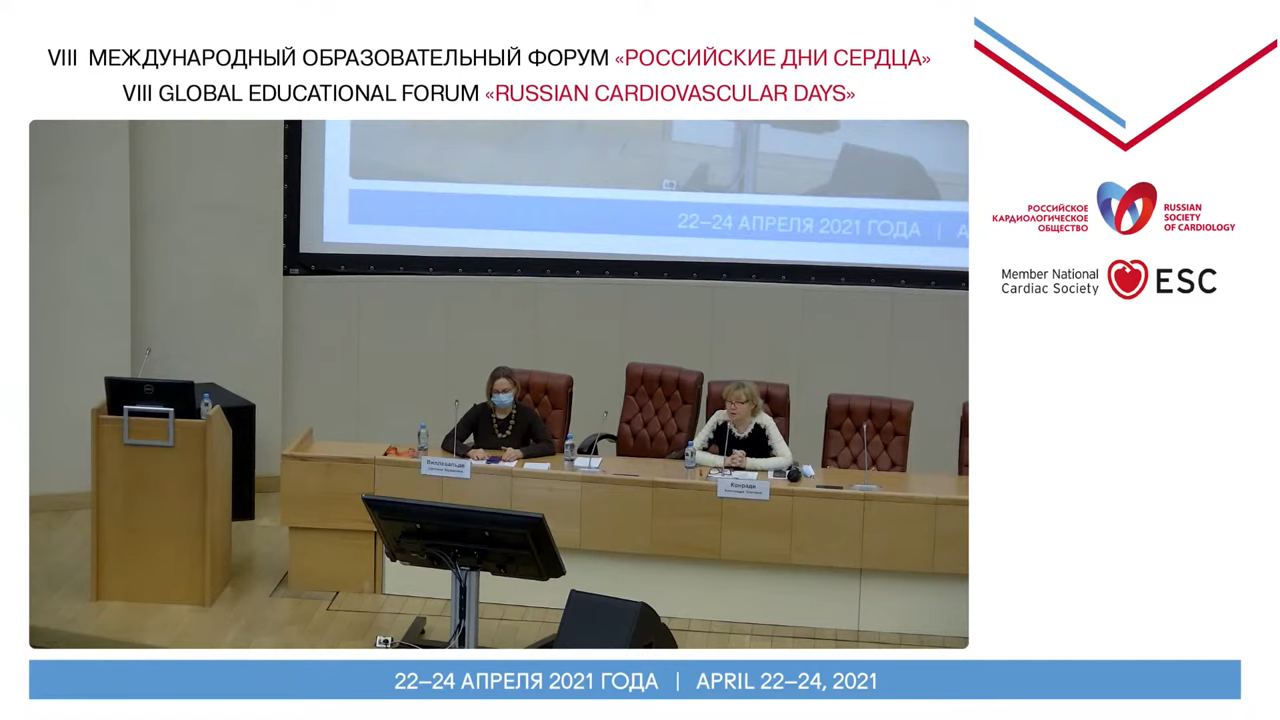 VIII МЕЖДУНАРОДНЫЙ ОБРАЗОВАТЕЛЬНЫЙ ФОРУМ «РОССИЙСКИЕ ДНИ СЕРДЦА»
VIII GLOBAL EDUCATIONAL FORUM «RUSSIAN CARDIOVASCULAR DAYS»
РОССИЙСКОЕ
КАРДИОЛОГИЧЕСКОЕ
ОБЩЕСТВО
RUSSIAN
SOCIETY
OF CARDIOLOGY
Member National
Cardiac Society
ESC
22–24 АПРЕЛЯ 2021 ГОДА | A
DELL
Виллевальде
Конради
22–24 АПРЕЛЯ 2021 ГОДА | APRIL 22–24, 2021